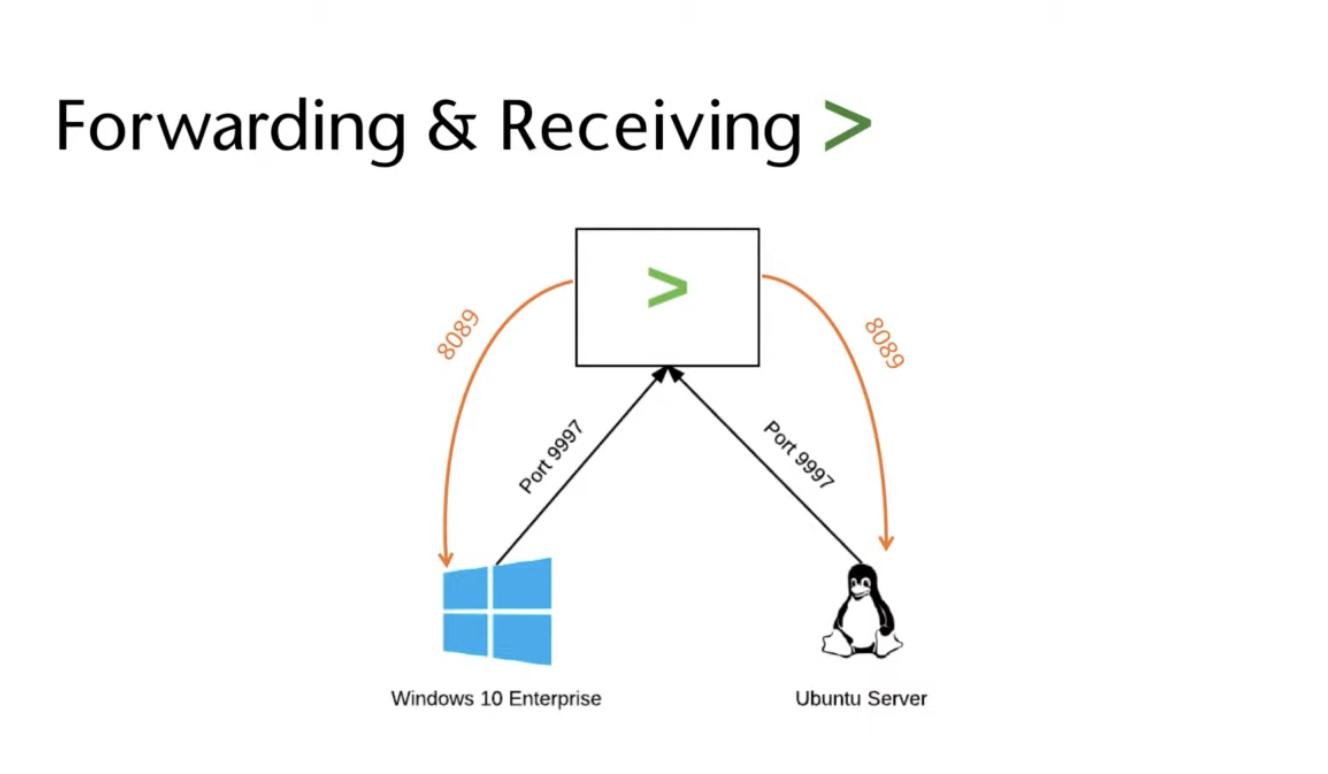 Forwarding & Receiving >
>
8089
8089
Port 9997
Port 9997
Windows 10 Enterprise
Ubuntu Server